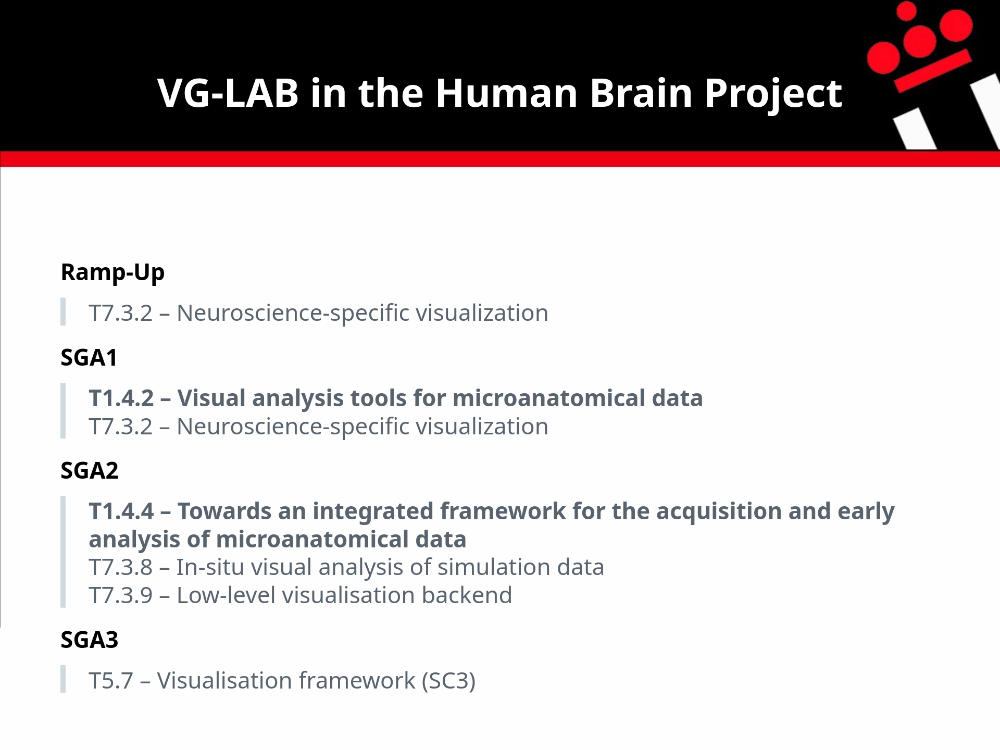 VG-LAB in the Human Brain Project
Ramp-Up
T7.3.2 – Neuroscience-specific visualization
SGA1
T1.4.2 – Visual analysis tools for microanatomical data
T7.3.2 – Neuroscience-specific visualization
SGA2
T1.4.4 – Towards an integrated framework for the acquisition and early
analysis of microanatomical data
T7.3.8 – In-situ visual analysis of simulation data
T7.3.9 – Low-level visualisation backend
SGA3
T5.7 – Visualisation framework (SC3)